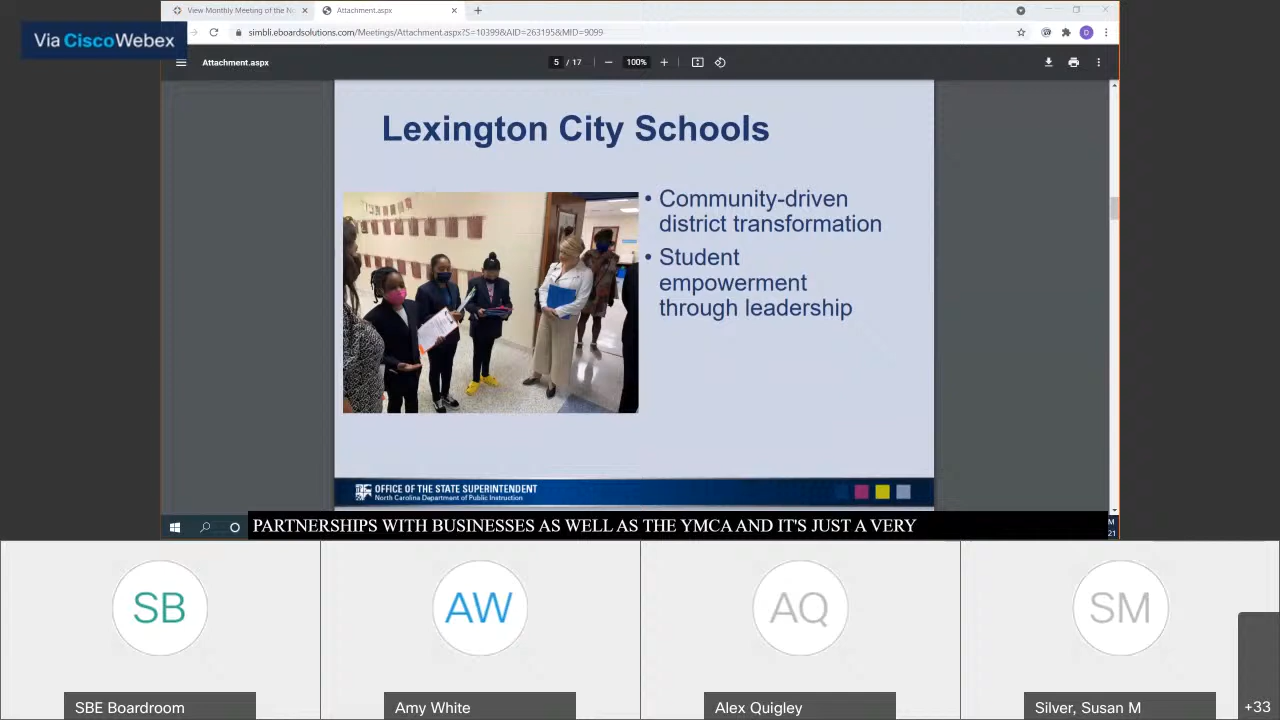 View Monthly Meeting of the N
Attachment.aspx
Via Cisco Webex
simbli.eboardsolutions.com/Meetings/Attachment.aspx?S=10399&AID=263195&MID=9099
D
Attachment.aspx
5 / 17
100%
Lexington City Schools
• Community-driven
district transformation
• Student
empowerment
through leadership
OFFICE OF THE STATE SUPERINTENDENT
North Carolina Department of Public Instruction
PARTNERSHIPS WITH BUSINESSES AS WELL AS THE YMCA AND IT'S JUST A VERY
M
21
SB
AW
AQ
SM
SBE Boardroom
Amy White
Alex Quigley
Silver, Susan M
+33